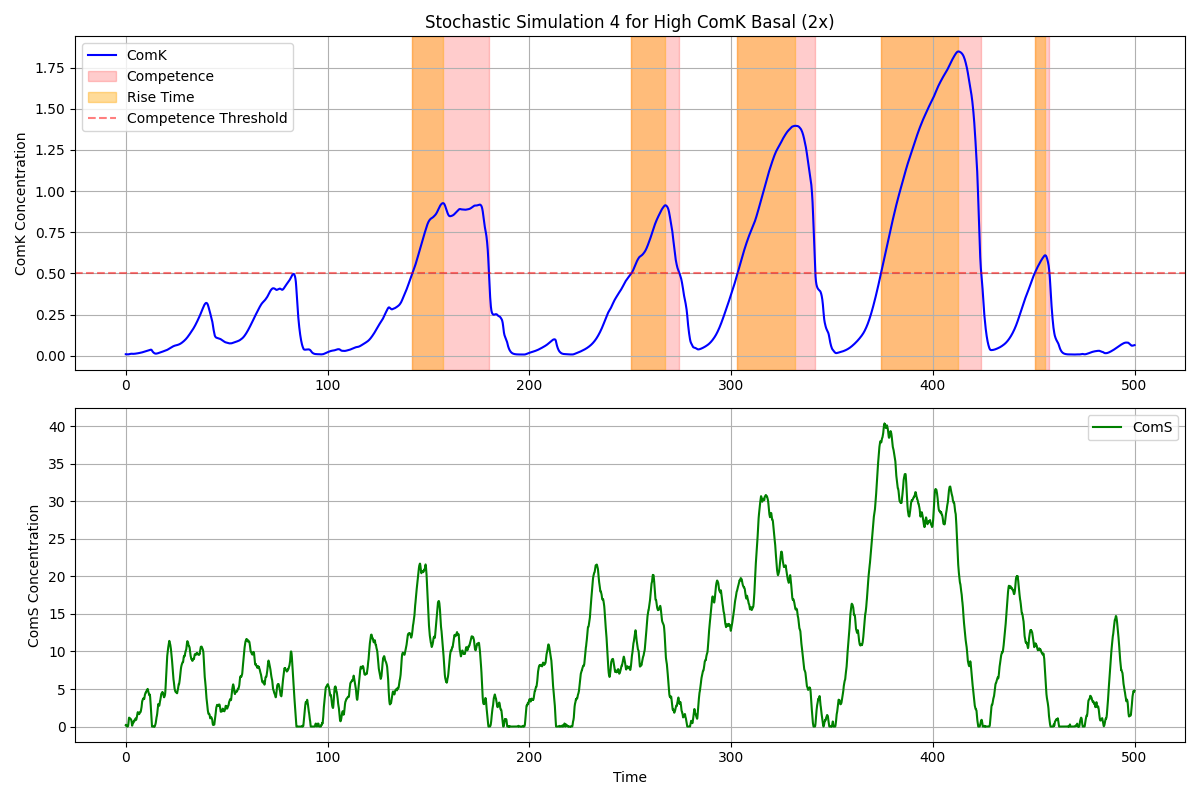 Stochastic Simulation 4 for High ComK Basal (2x)
ComK
Competence
Rise Time
Competence Threshold
ComK Concentration
1.75
1.50
1.25
1.00
0.75
0.50
0.25
0.00
0 100 200 300 400 500
ComS
ComS Concentration
40
35
30
25
20
15
10
5
0
0 100 200 300 400 500
Time